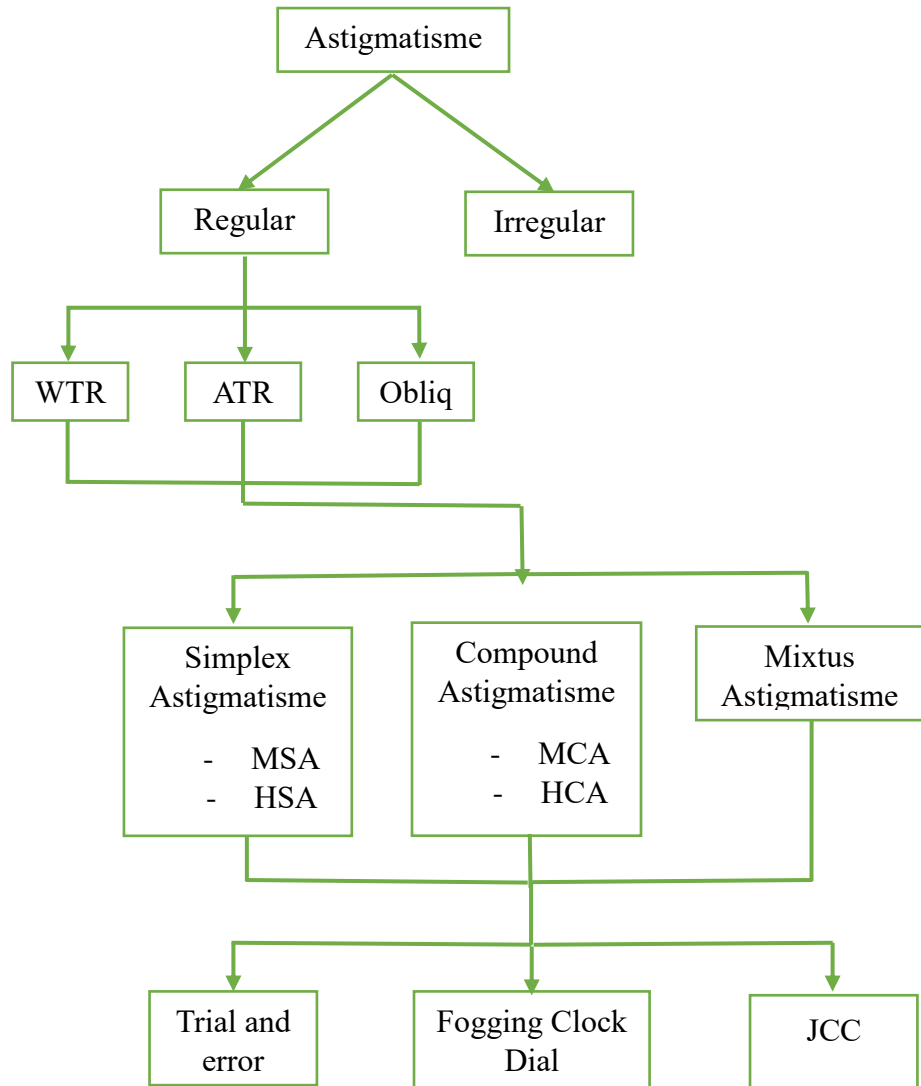 Astigmatisme
Regular
Irregular
WTR
ATR
Obliq
Simplex
Astigmatisme
- MSA
- HSA
Compound
Astigmatisme
- MCA
- HCA
Mixtus
Astigmatisme
Trial and
error
Fogging Clock
Dial
JCC